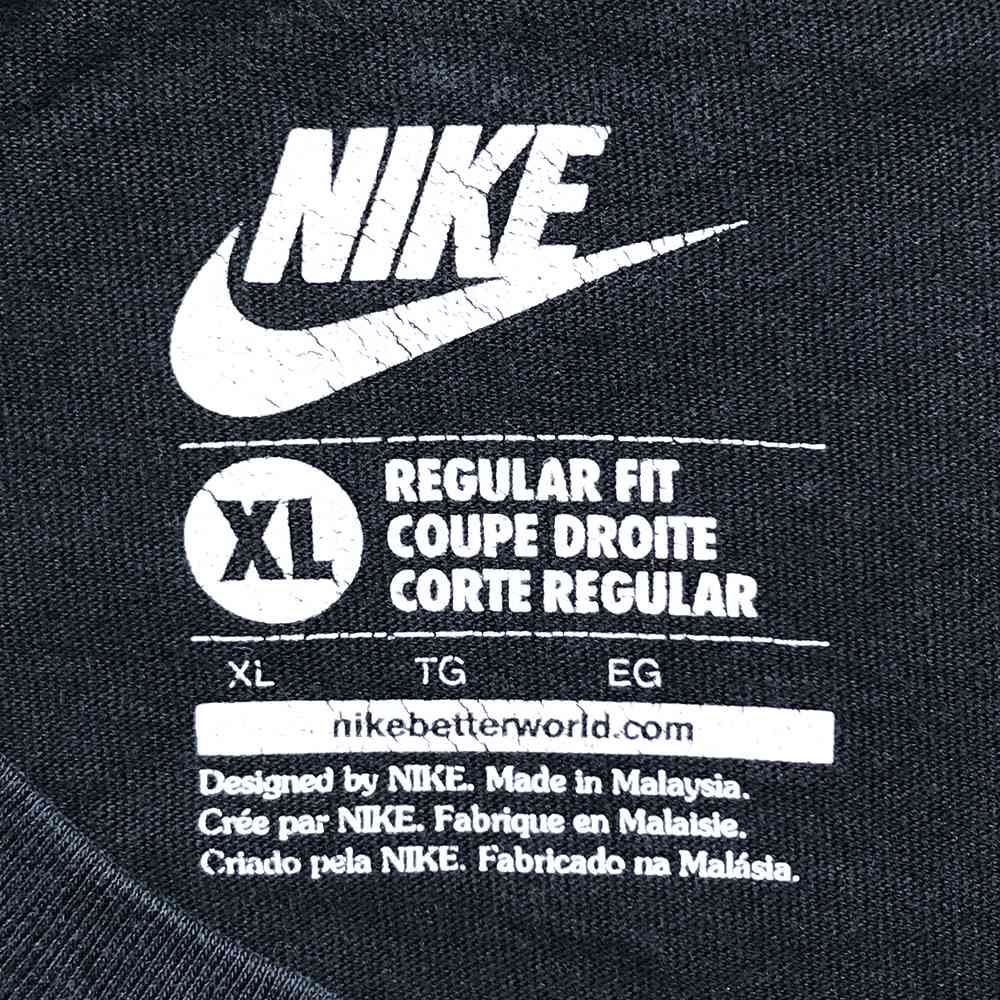 NIKE
XL
REGULAR FIT
COUPE DROITE
CORTE REGULAR
XL TG EG
nikebetterworld.com
Designed by NIKE. Made in Malaysia.
Crée par NIKE. Fabrique en Malaisie.
Criado pela NIKE. Fabricado na Malásia.